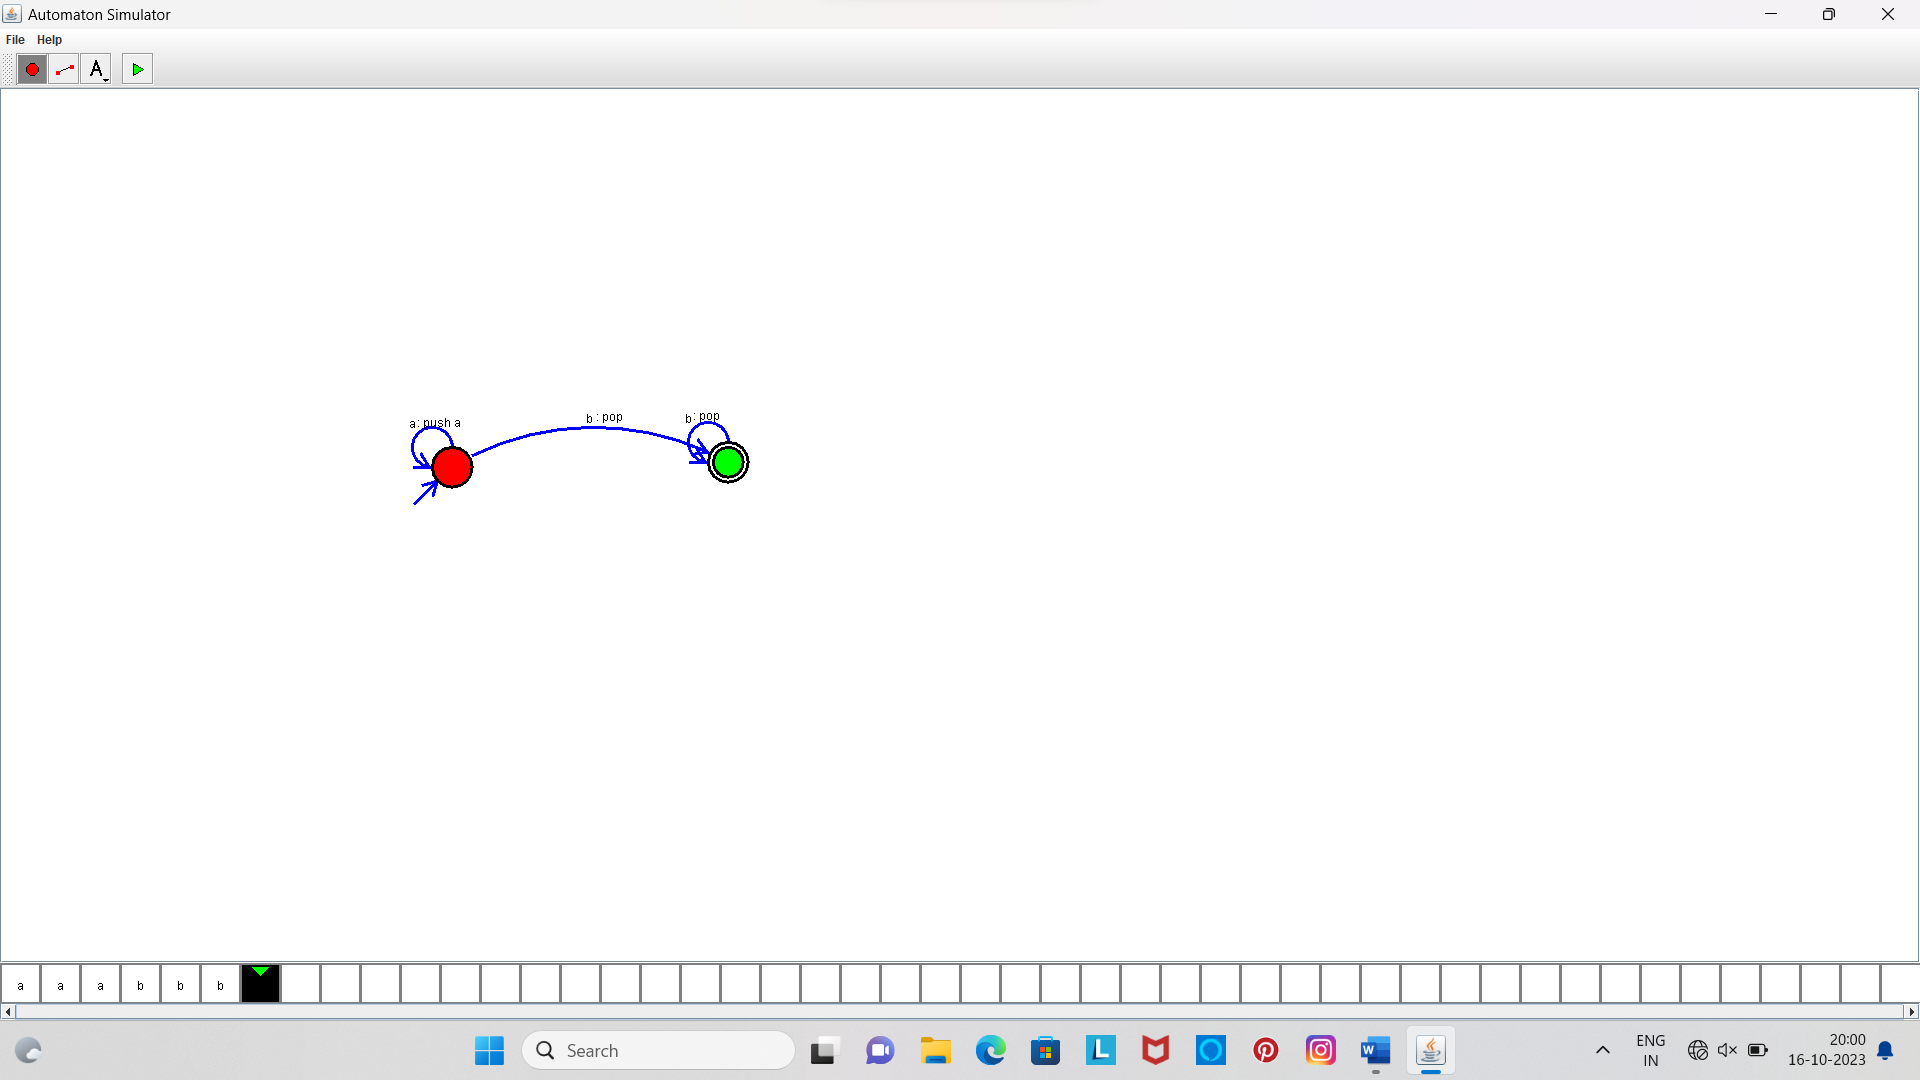 Automaton Simulator
File Help
A
a: push a
b : pop
b: pop
a a a b b b
Search
ENG
IN
20:00
16-10-2023